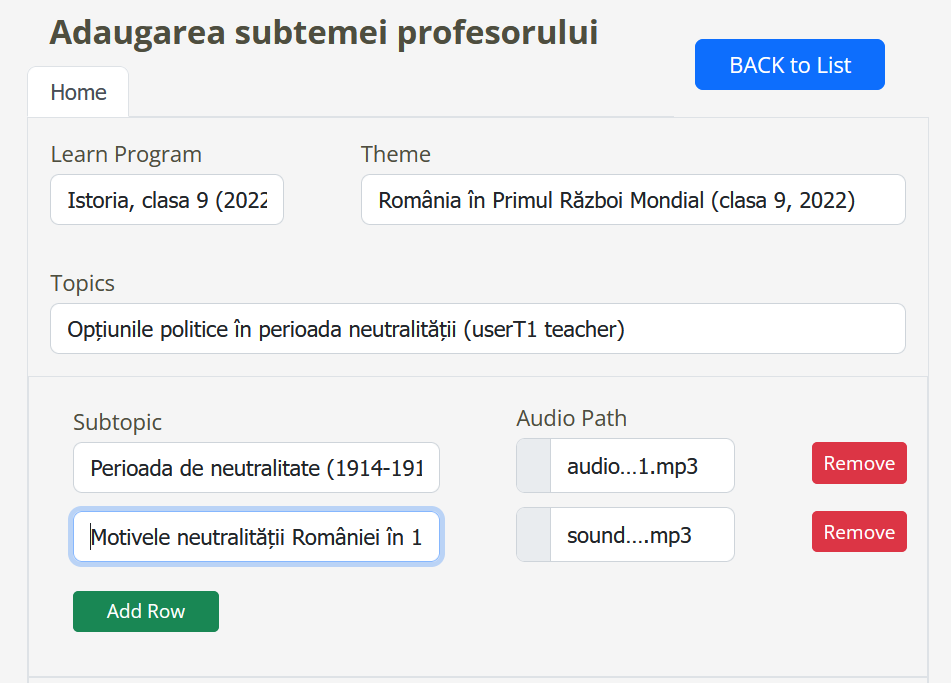 Adaugarea subtemei profesorului
BACK to List
Home
Learn Program
Theme
Istoria, clasa 9 (2022
România în Primul Război Mondial (clasa 9, 2022)
Topics
Opțiunile politice în perioada neutralității (userT1 teacher)
Subtopic
Audio Path
Perioada de neutralitate (1914-191
audio...1.mp3
Remove
Motivele neutralității României în 1
sound....mp3
Remove
Add Row